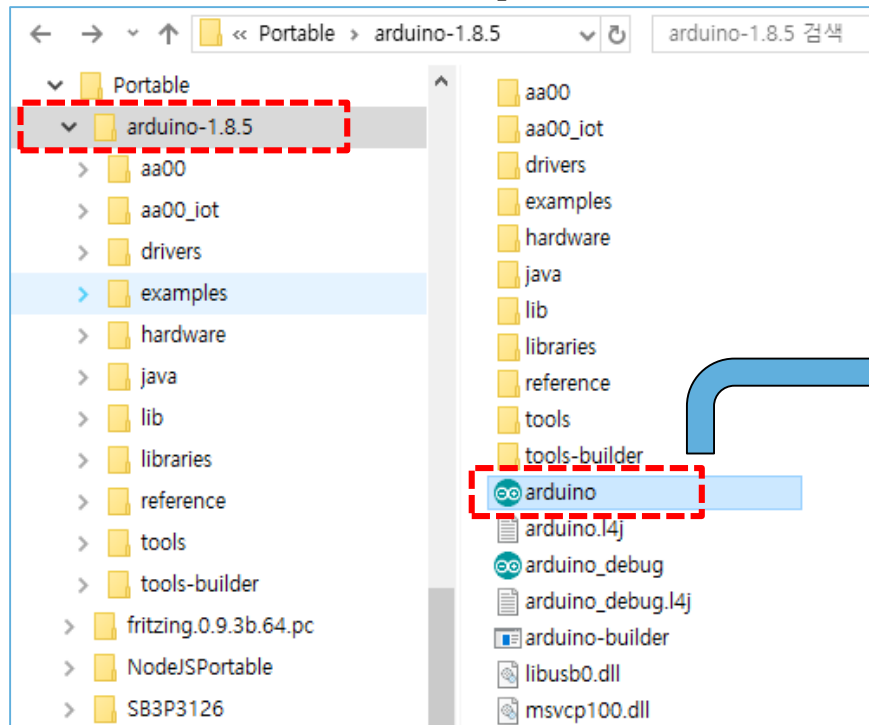 « Portable › arduino-1.8.5
arduino-1.8.5 검색
Portable
arduino-1.8.5
aa00
aa00_iot
drivers
examples
hardware
java
lib
libraries
reference
tools
tools-builder
fritzing.0.9.3b.64.pc
NodeJSPortable
SB3P3126
aa00
aa00_iot
drivers
examples
hardware
java
lib
libraries
reference
tools
tools-builder
arduino
arduino.l4j
arduino_debug
arduino_debug.l4j
arduino-builder
libusb0.dll
msvcp100.dll